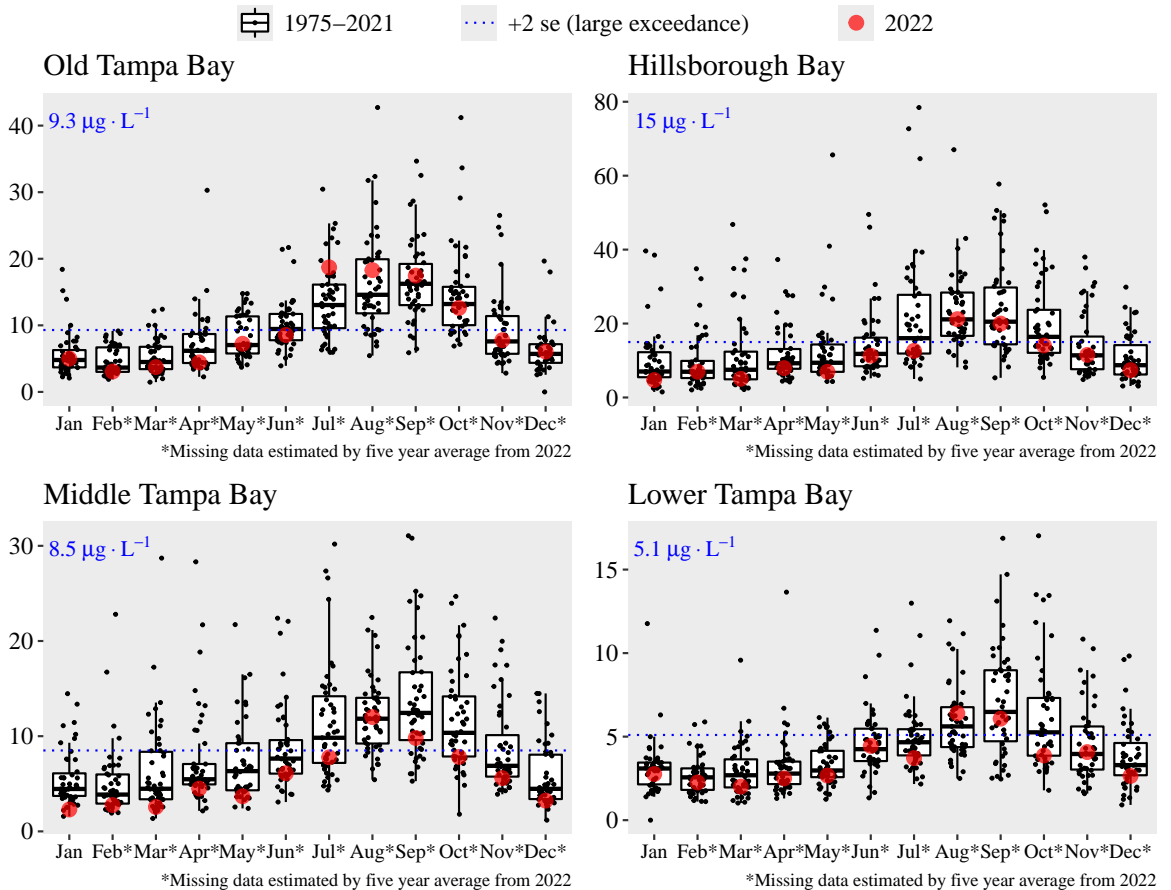 1975–2021 +2 se (large exceedance) 2022
Old Tampa Bay
9.3 μg · L⁻¹
40
30
20
10
0
Jan Feb* Mar* Apr* May* Jun* Jul* Aug* Sep* Oct* Nov* Dec*
*Missing data estimated by five year average from 2022
Hillsborough Bay
15 μg · L⁻¹
80
60
40
20
0
Jan Feb* Mar* Apr* May* Jun* Jul* Aug* Sep* Oct* Nov* Dec*
*Missing data estimated by five year average from 2022
Middle Tampa Bay
8.5 μg · L⁻¹
30
20
10
0
Jan Feb* Mar* Apr* May* Jun* Jul* Aug* Sep* Oct* Nov* Dec*
*Missing data estimated by five year average from 2022
Lower Tampa Bay
5.1 μg · L⁻¹
15
10
5
0
Jan Feb* Mar* Apr* May* Jun* Jul* Aug* Sep* Oct* Nov* Dec*
*Missing data estimated by five year average from 2022